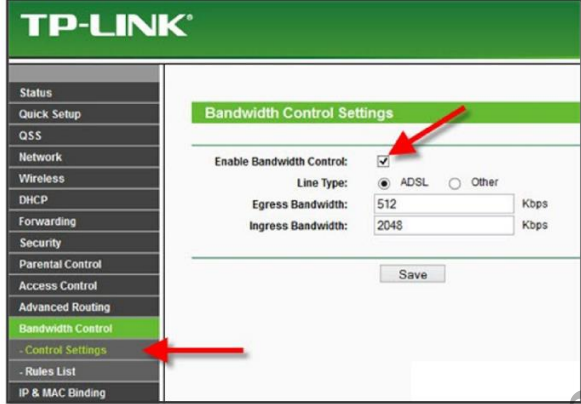 TP-LINK®
Status
Quick Setup
QSS
Network
Wireless
DHCP
Forwarding
Security
Parental Control
Access Control
Advanced Routing
Bandwidth Control
- Control Settings
- Rules List
IP & MAC Binding
Bandwidth Control Settings
Enable Bandwidth Control:
Line Type: ADSL Other
Egress Bandwidth: 512 Kbps
Ingress Bandwidth: 2048 Kbps
Save